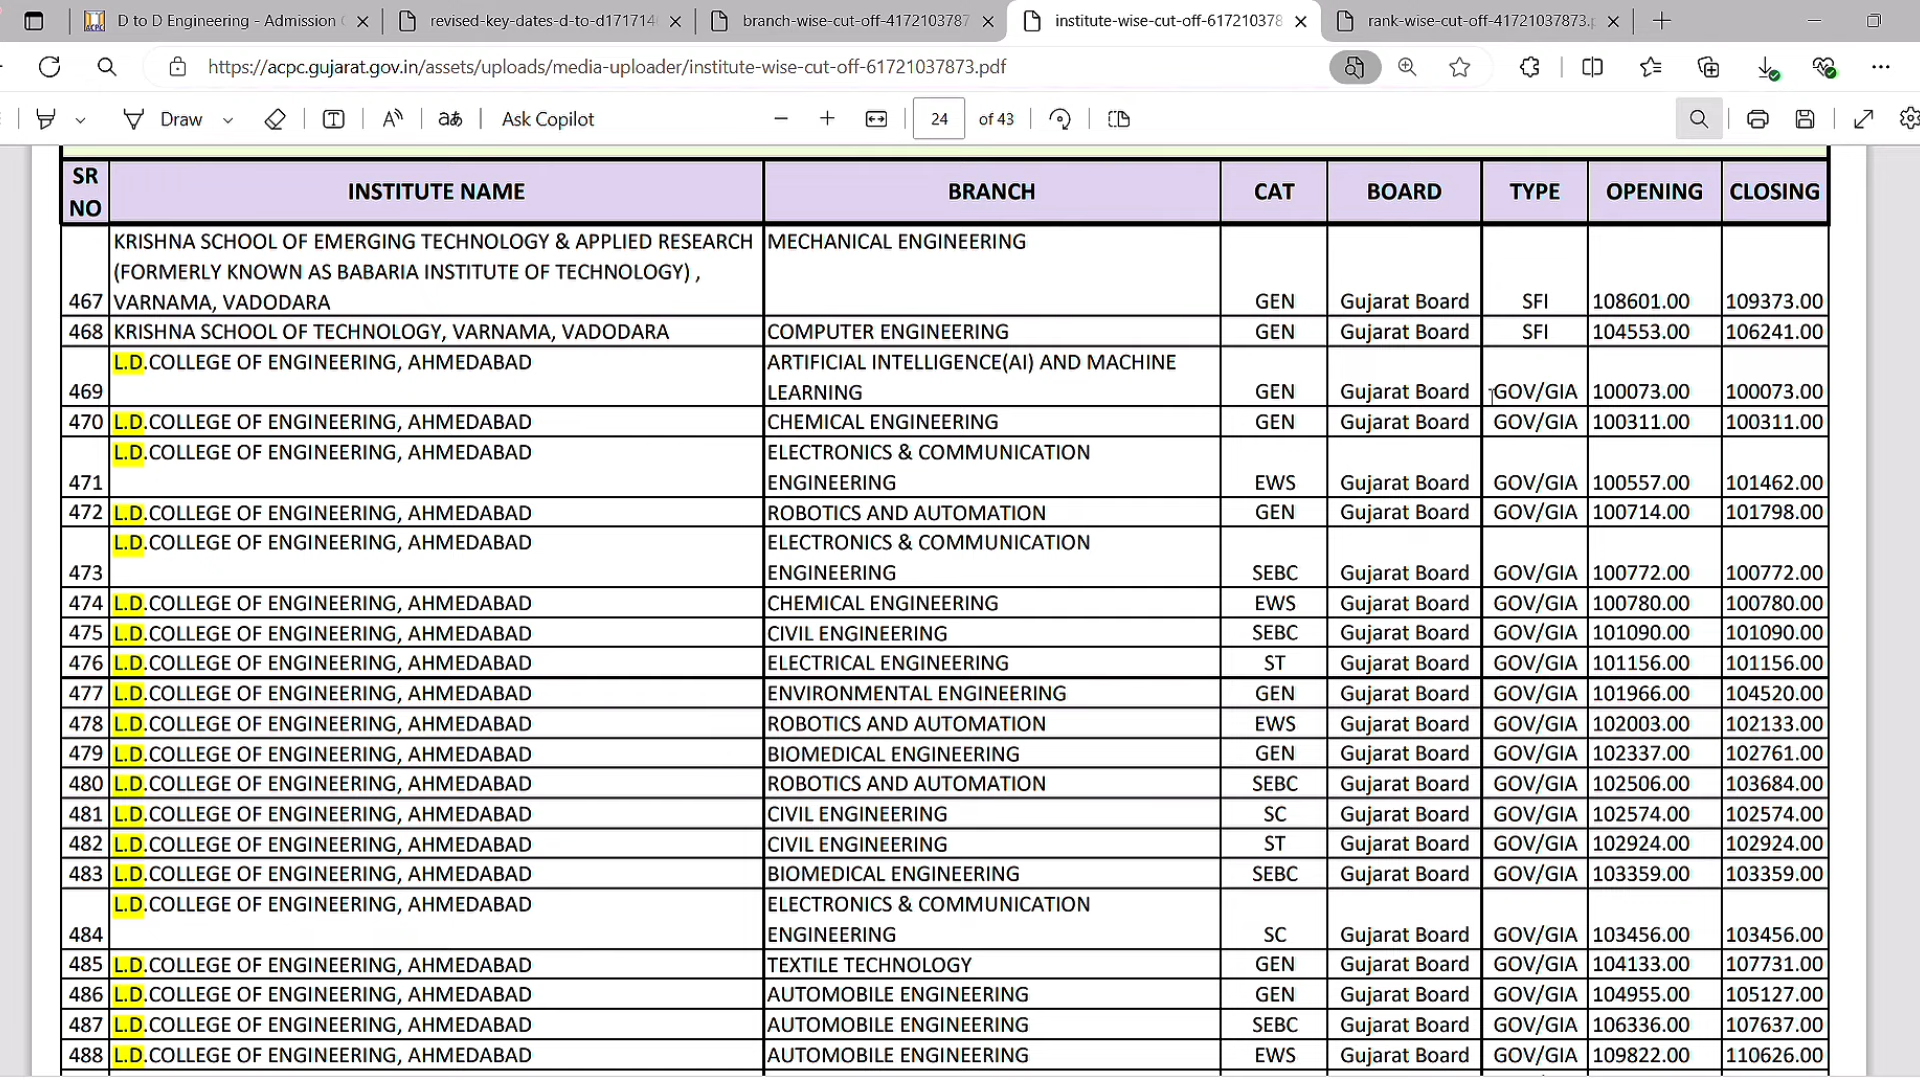 D to D Engineering - Admission
revised-key-dates-d-to-d171714
branch-wise-cut-off-4172103787
institute-wise-cut-off-617210378
rank-wise-cut-off-41721037873.p
https://acpc.gujarat.gov.in/assets/uploads/media-uploader/institute-wise-cut-off-61721037873.pdf
Draw
Ask Copilot
24 of 43
SR NO INSTITUTE NAME BRANCH CAT BOARD TYPE OPENING CLOSING
KRISHNA SCHOOL OF EMERGING TECHNOLOGY & APPLIED RESEARCH MECHANICAL ENGINEERING
(FORMERLY KNOWN AS BABARIA INSTITUTE OF TECHNOLOGY) ,
467 VARNAMA, VADODARA GEN Gujarat Board SFI 108601.00 109373.00
468 KRISHNA SCHOOL OF TECHNOLOGY, VARNAMA, VADODARA COMPUTER ENGINEERING GEN Gujarat Board SFI 104553.00 106241.00
L.D.COLLEGE OF ENGINEERING, AHMEDABAD ARTIFICIAL INTELLIGENCE(AI) AND MACHINE
469 LEARNING GEN Gujarat Board GOV/GIA 100073.00 100073.00
470 L.D.COLLEGE OF ENGINEERING, AHMEDABAD CHEMICAL ENGINEERING GEN Gujarat Board GOV/GIA 100311.00 100311.00
L.D.COLLEGE OF ENGINEERING, AHMEDABAD ELECTRONICS & COMMUNICATION
471 ENGINEERING EWS Gujarat Board GOV/GIA 100557.00 101462.00
472 L.D.COLLEGE OF ENGINEERING, AHMEDABAD ROBOTICS AND AUTOMATION GEN Gujarat Board GOV/GIA 100714.00 101798.00
L.D.COLLEGE OF ENGINEERING, AHMEDABAD ELECTRONICS & COMMUNICATION
473 ENGINEERING SEBC Gujarat Board GOV/GIA 100772.00 100772.00
474 L.D.COLLEGE OF ENGINEERING, AHMEDABAD CHEMICAL ENGINEERING EWS Gujarat Board GOV/GIA 100780.00 100780.00
475 L.D.COLLEGE OF ENGINEERING, AHMEDABAD CIVIL ENGINEERING SEBC Gujarat Board GOV/GIA 101090.00 101090.00
476 L.D.COLLEGE OF ENGINEERING, AHMEDABAD ELECTRICAL ENGINEERING ST Gujarat Board GOV/GIA 101156.00 101156.00
477 L.D.COLLEGE OF ENGINEERING, AHMEDABAD ENVIRONMENTAL ENGINEERING GEN Gujarat Board GOV/GIA 101966.00 104520.00
478 L.D.COLLEGE OF ENGINEERING, AHMEDABAD ROBOTICS AND AUTOMATION EWS Gujarat Board GOV/GIA 102003.00 102133.00
479 L.D.COLLEGE OF ENGINEERING, AHMEDABAD BIOMEDICAL ENGINEERING GEN Gujarat Board GOV/GIA 102337.00 102761.00
480 L.D.COLLEGE OF ENGINEERING, AHMEDABAD ROBOTICS AND AUTOMATION SEBC Gujarat Board GOV/GIA 102506.00 103684.00
481 L.D.COLLEGE OF ENGINEERING, AHMEDABAD CIVIL ENGINEERING SC Gujarat Board GOV/GIA 102574.00 102574.00
482 L.D.COLLEGE OF ENGINEERING, AHMEDABAD CIVIL ENGINEERING ST Gujarat Board GOV/GIA 102924.00 102924.00
483 L.D.COLLEGE OF ENGINEERING, AHMEDABAD BIOMEDICAL ENGINEERING SEBC Gujarat Board GOV/GIA 103359.00 103359.00
L.D.COLLEGE OF ENGINEERING, AHMEDABAD ELECTRONICS & COMMUNICATION
484 ENGINEERING SC Gujarat Board GOV/GIA 103456.00 103456.00
485 L.D.COLLEGE OF ENGINEERING, AHMEDABAD TEXTILE TECHNOLOGY GEN Gujarat Board GOV/GIA 104133.00 107731.00
486 L.D.COLLEGE OF ENGINEERING, AHMEDABAD AUTOMOBILE ENGINEERING GEN Gujarat Board GOV/GIA 104955.00 105127.00
487 L.D.COLLEGE OF ENGINEERING, AHMEDABAD AUTOMOBILE ENGINEERING SEBC Gujarat Board GOV/GIA 106336.00 107637.00
488 L.D.COLLEGE OF ENGINEERING, AHMEDABAD AUTOMOBILE ENGINEERING EWS Gujarat Board GOV/GIA 109822.00 110626.00